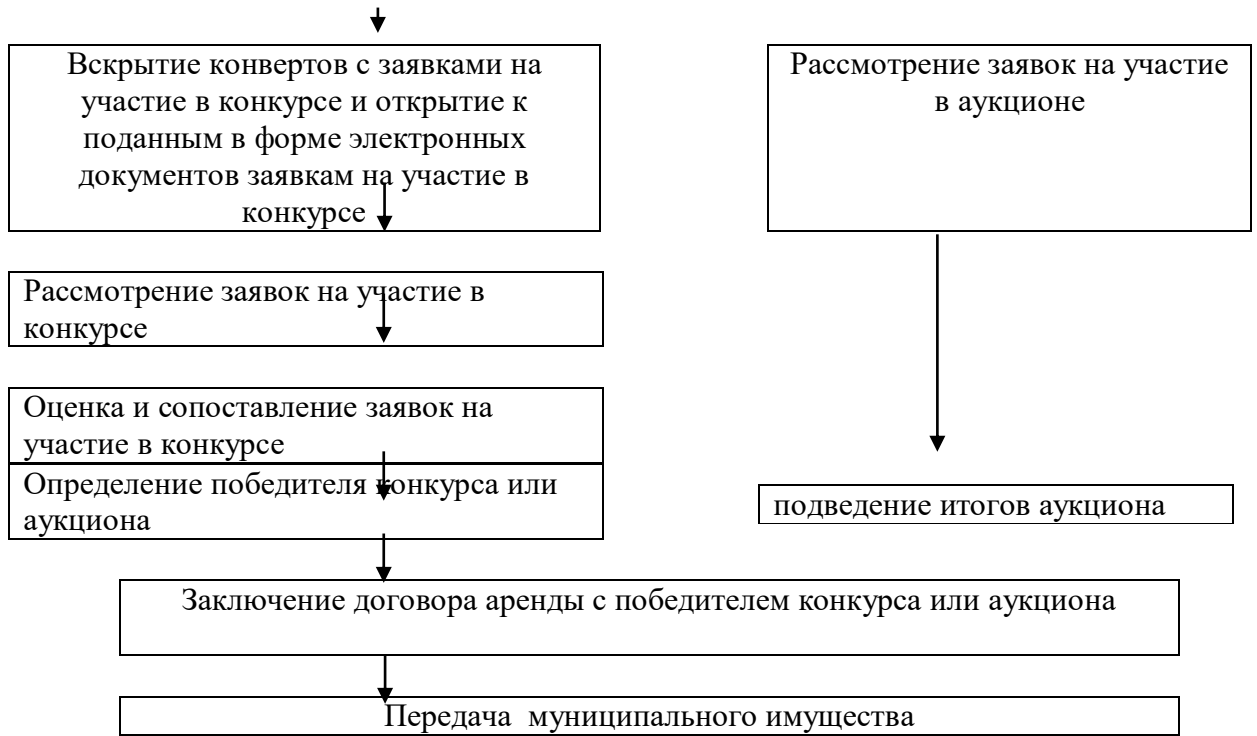 Вскрытие конвертов с заявками на
участие в конкурсе и открытие к
поданным в форме электронных
документов заявкам на участие в
конкурсе
Рассмотрение заявок на участие
в аукционе
Рассмотрение заявок на участие в
конкурсе
Оценка и сопоставление заявок на
участие в конкурсе
Определение победителя конкурса или
аукциона
подведение итогов аукциона
Заключение договора аренды с победителем конкурса или аукциона
Передача  муниципального имущества